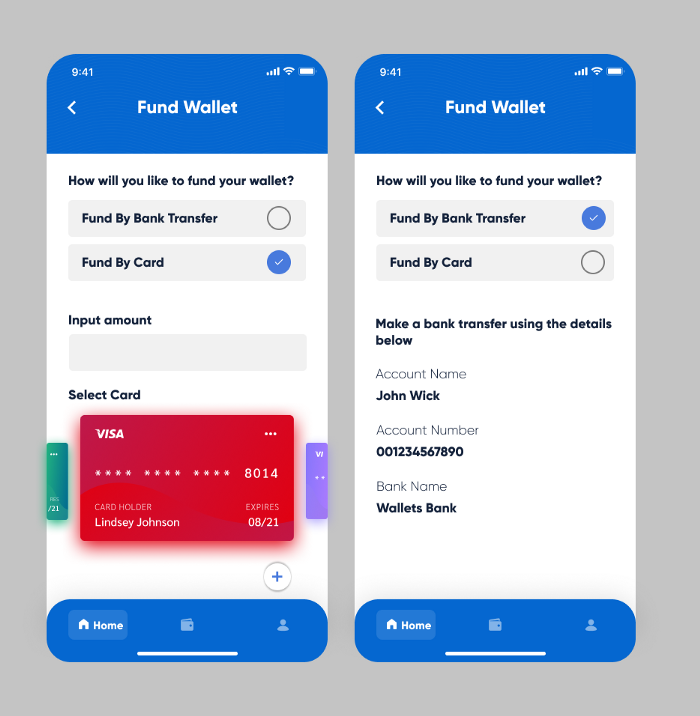 9:41
Fund Wallet
How will you like to fund your wallet?
Fund By Bank Transfer
Fund By Card
Input amount
Select Card
VISA
**** **** **** 8014
CARD HOLDER EXPIRES
Lindsey Johnson 08/21
/21
VI
**
Home
9:41
Fund Wallet
How will you like to fund your wallet?
Fund By Bank Transfer
Fund By Card
Make a bank transfer using the details
below
Account Name
John Wick
Account Number
001234567890
Bank Name
Wallets Bank
Home